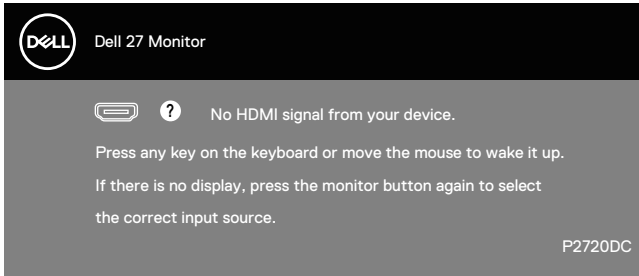 DELL Dell 27 Monitor
? No HDMI signal from your device.
Press any key on the keyboard or move the mouse to wake it up.
If there is no display, press the monitor button again to select
the correct input source.
P2720DC